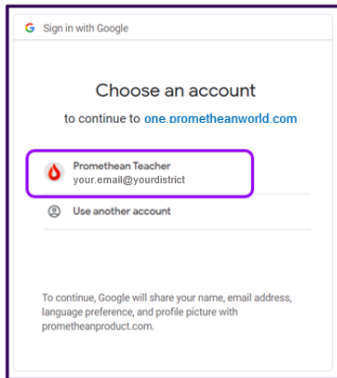 Sign in with Google
Choose an account
to continue to one.prometheanworld.com
Promethean Teacher
your.email@yourdistrict
Use another account
To continue, Google will share your name, email address,
language preference, and profile picture with
prometheanproduct.com.